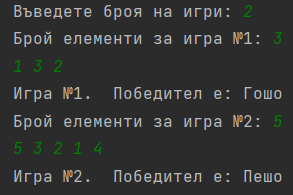 Въведете броя на игри: 2
Брой елементи за игра №1: 3
1 3 2
Игра №1.  Победител е: Гошо
Брой елементи за игра №2: 5
5 3 2 1 4
Игра №2.  Победител е: Пешо